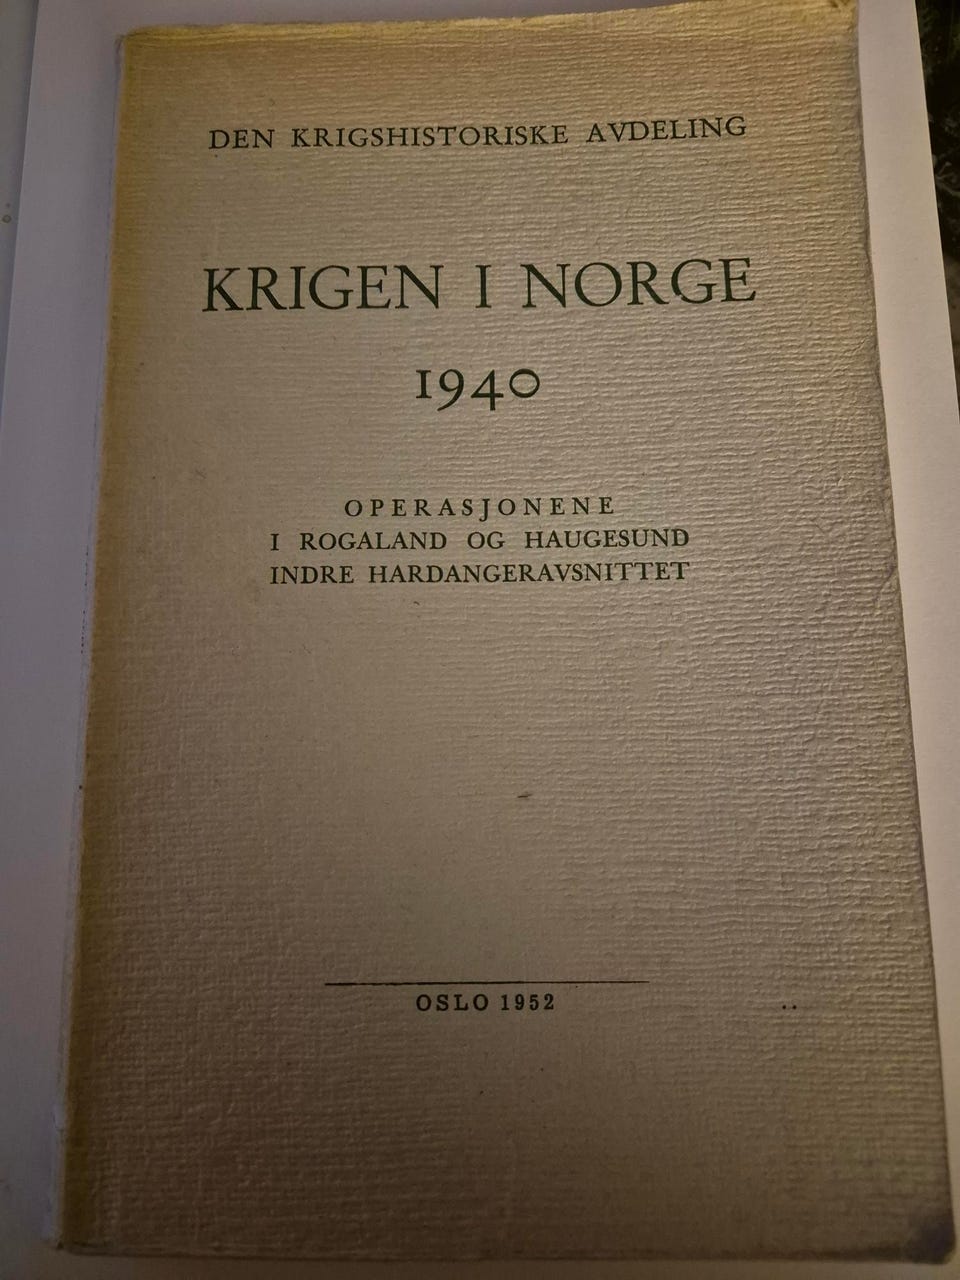 DEN KRIGSHISTORISKE AVDELING
KRIGEN I NORGE
1940
OPERASJONENE
I ROGALAND OG HAUGESUND
INDRE HARDANGERAVSNITTET
OSLO 1952